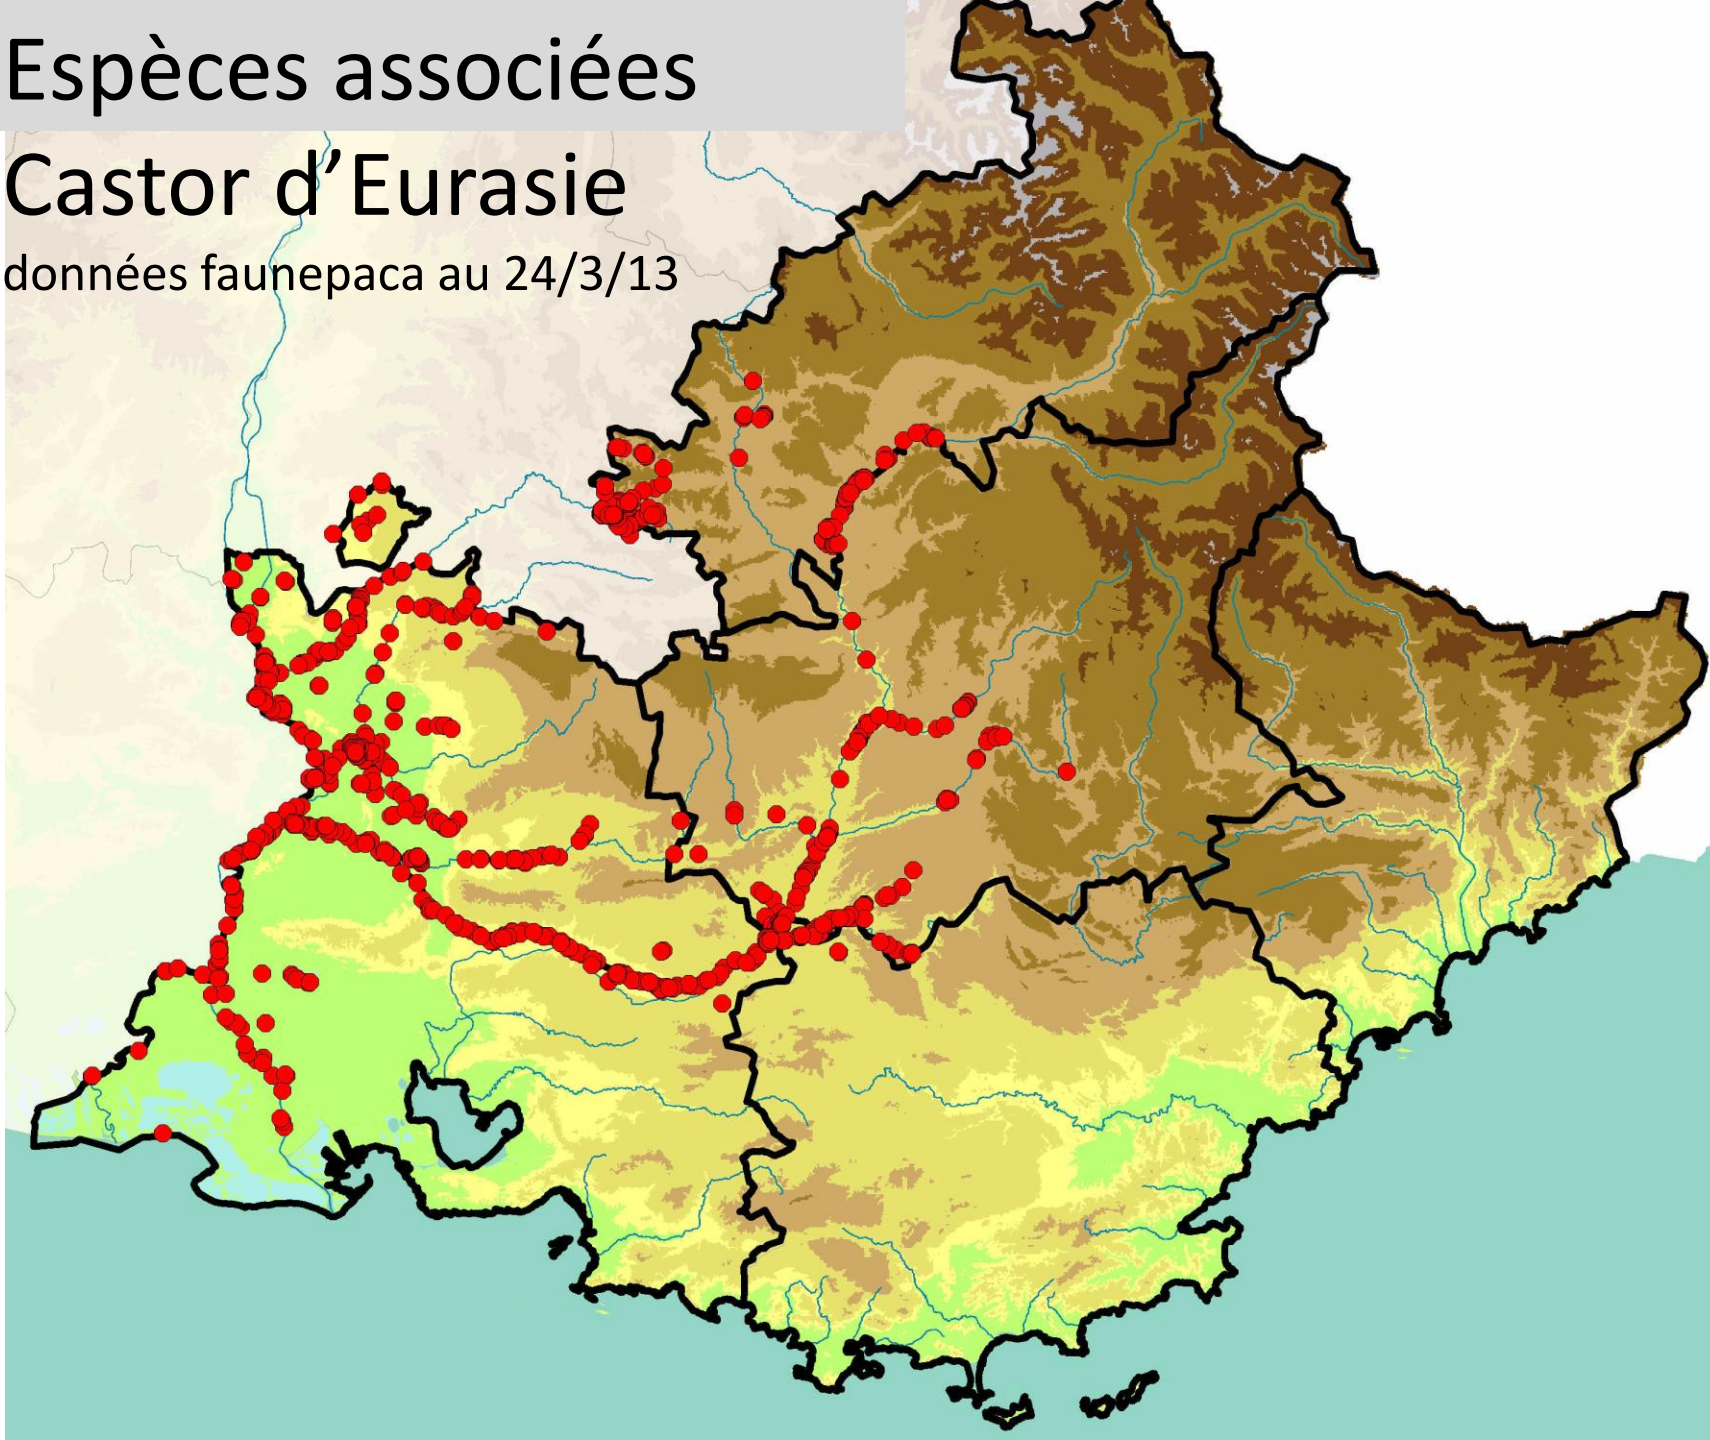 Espèces associées
Castor d’Eurasie
données faunepaca au 24/3/13